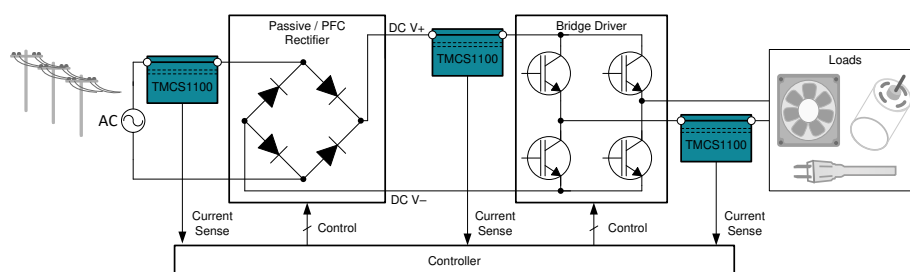 Passive / PFC
Rectifier
DC V+
Bridge Driver
Loads
TMCS1100
TMCS1100
AC
TMCS1100
DC V–
Current
Sense
Control
Current
Sense
Control
Current
Sense
Controller